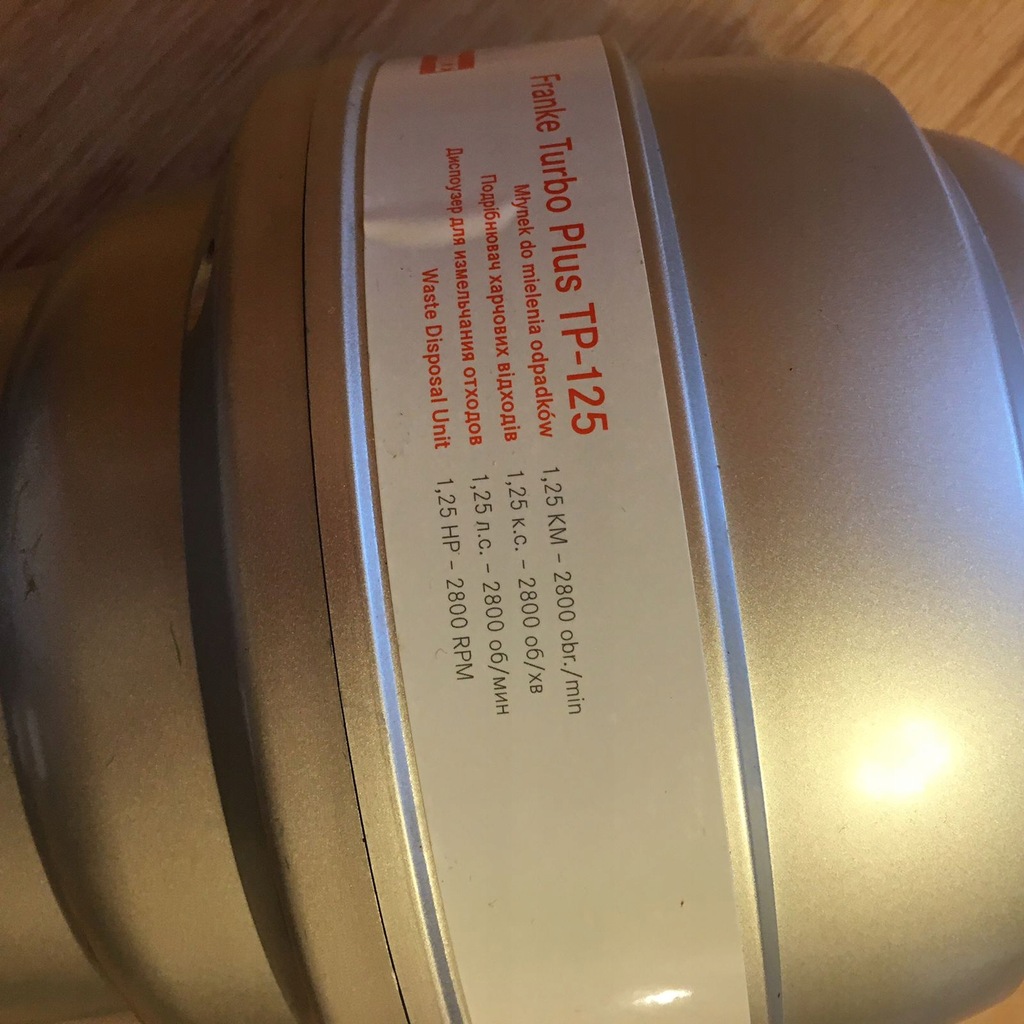 Franke Turbo Plus TP-125
Młynek do mielenia odpadków
1,25 KM – 2800 obr./min
Подрібнювач харчових відходів
1,25 к.с. – 2800 об/хв
Диспоузер для измельчания отходов
1,25 л.с. – 2800 об/мин
Waste Disposal Unit
1,25 HP – 2800 RPM